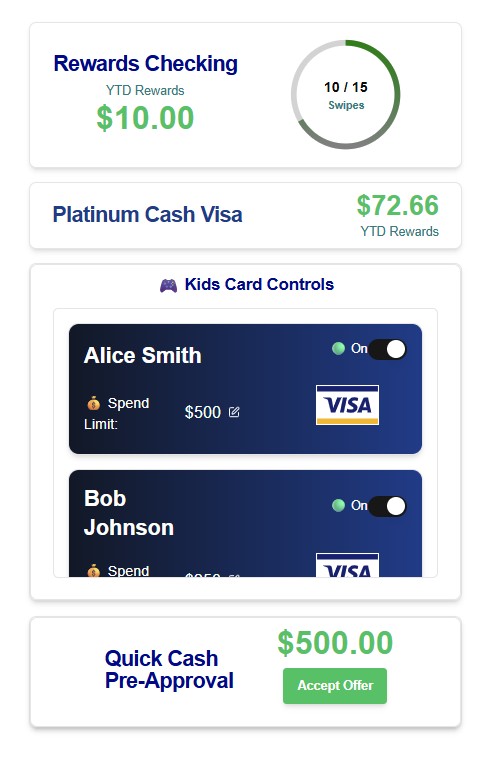 Rewards Checking
YTD Rewards
$10.00
10 / 15
Swipes
Platinum Cash Visa
$72.66
YTD Rewards
Kids Card Controls
Alice Smith
On
Spend
Limit:
$500
VISA
Bob
Johnson
On
Spend
VISA
Quick Cash
Pre-Approval
$500.00
Accept Offer